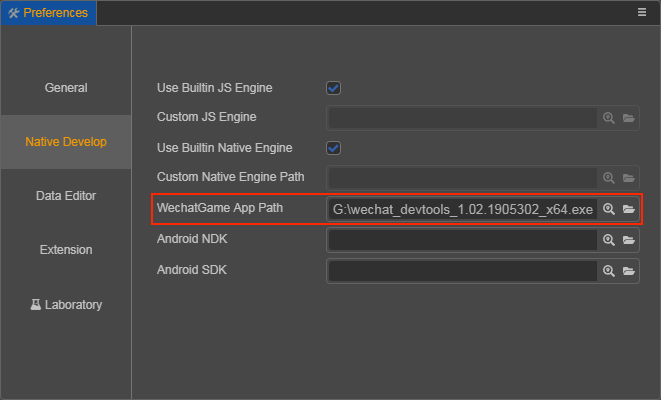 Preferences
General
Native Develop
Data Editor
Extension
Laboratory
Use Builtin JS Engine
Custom JS Engine
Use Builtin Native Engine
Custom Native Engine Path
WechatGame App Path G:\wechat_devtools_1.02.1905302_x64.exe
Android NDK
Android SDK